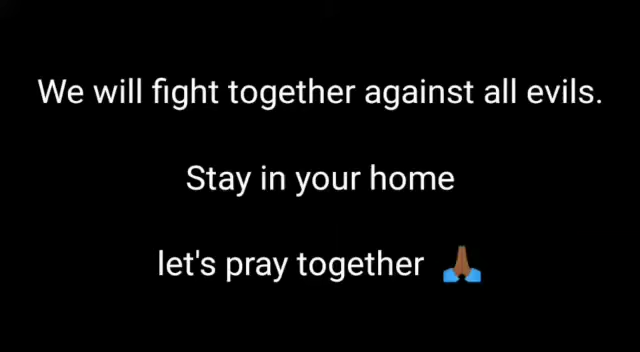 We will fight together against all evils.
Stay in your home
let's pray together 🙏🏾